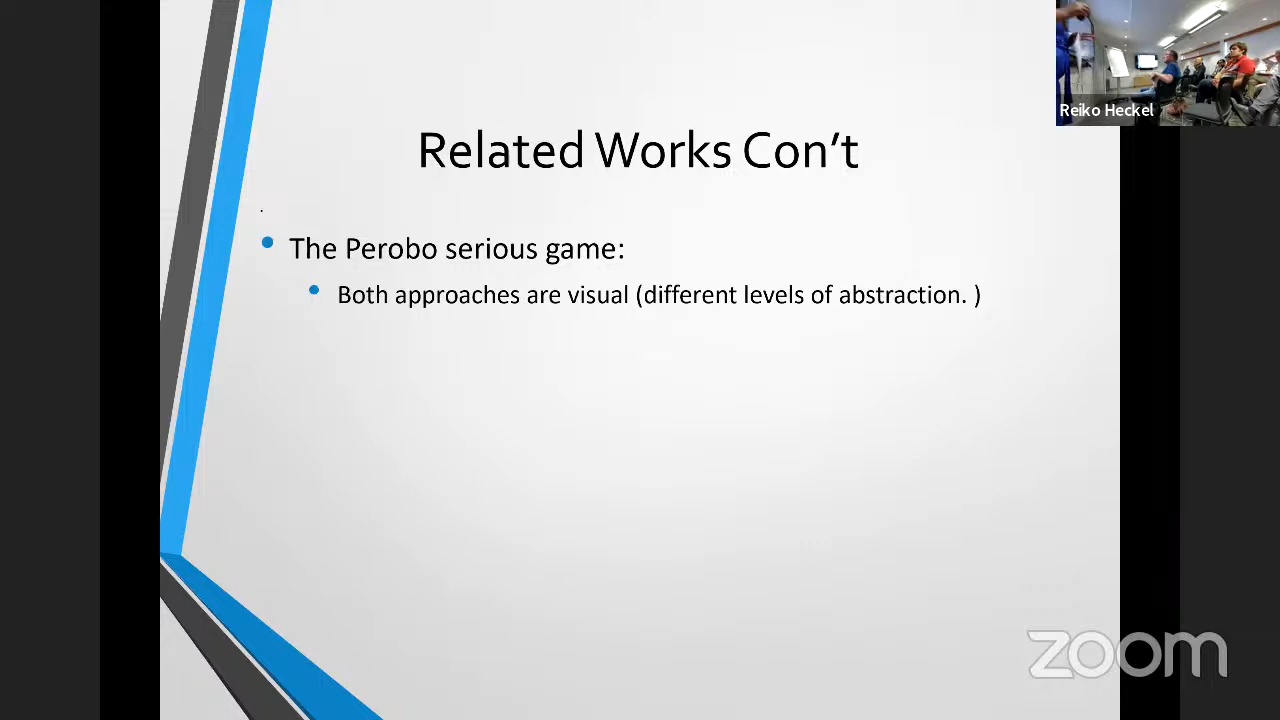 Reiko Heckel
Related Works Con't
.
• The Perobo serious game:
• Both approaches are visual (different levels of abstraction. )
zoom